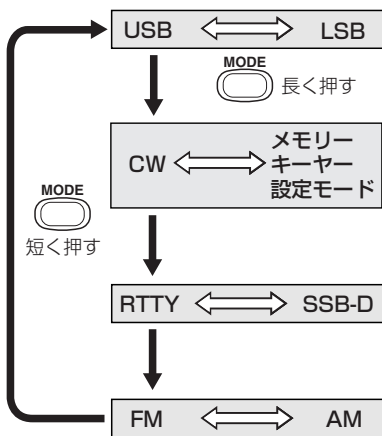 USB LSB
MODE
長く押す
CW
メモリー
キーヤー
設定モード
MODE
短く押す
RTTY SSB-D
FM AM